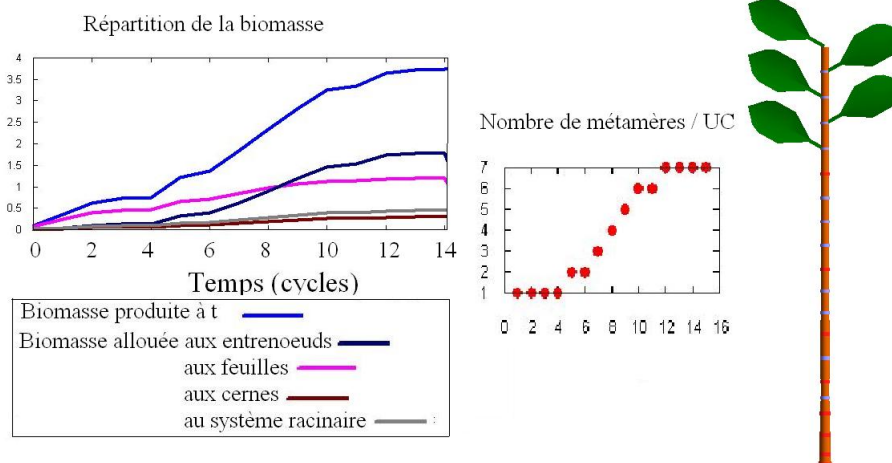 Répartition de la biomasse
4
3.5
3
2.5
2
1.5
1
0.5
0
0 2 4 6 8 10 12 14
Temps (cycles)
Biomasse produite à t
Biomasse allouée aux entrenoeuds
aux feuilles
aux cernes
au système racinaire
Nombre de métamères / UC
7
6
5
4
3
2
1
0 2 4 6 8 10 12 14 16